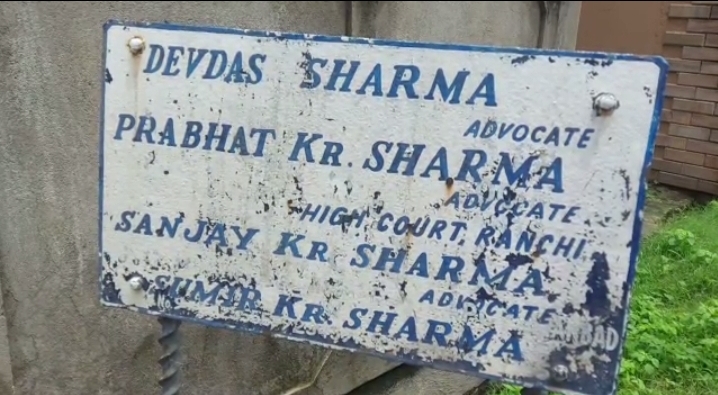 DEVDAS SHARMA
ADVOCATE
PRABHAT KR. SHARMA
ADVOCATE
HIGH COURT, RANCHI
SANJAY KR SHARMA
ADVOCATE
KR. SHARMA